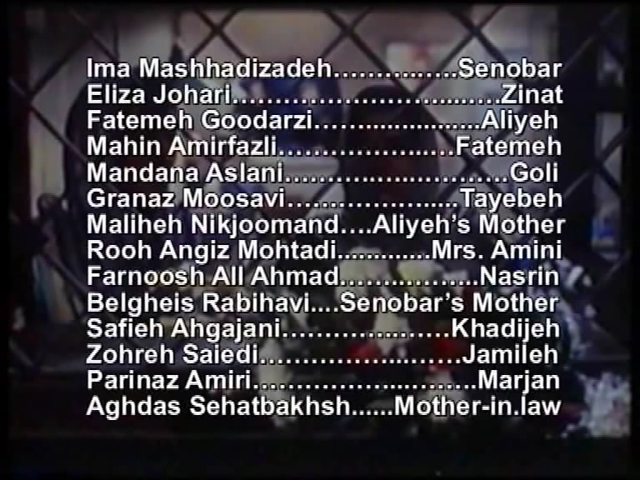 Ima Mashhadizadeh..............Senobar
Eliza Johari..............................Zinat
Fatemeh Goodarzi......................Aliyeh
Mahin Amirfazli....................Fatemeh
Mandana Aslani.........................Goli
Granaz Moosavi...................Tayebeh
Maliheh Nikjoomand....Aliyeh's Mother
Rooh Angiz Mohtadi.............Mrs. Amini
Farnoosh All Ahmad...............Nasrin
Belgheis Rabihavi....Senobar's Mother
Safieh Ahgajani..................Khadijeh
Zohreh Saiedi......................Jamileh
Parinaz Amiri........................Marjan
Aghdas Sehatbakhsh......Mother-in.law